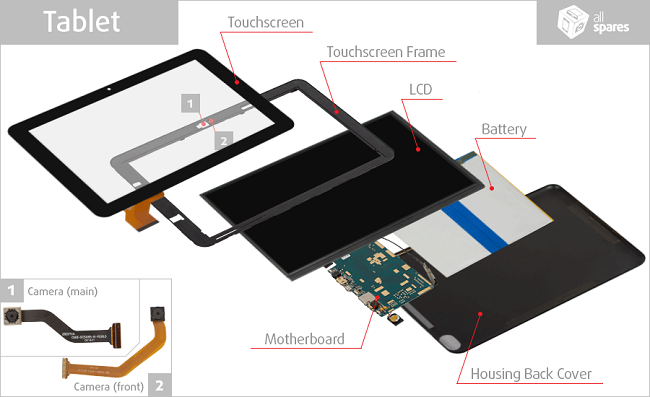 Tablet
all
spares
Touchscreen
Touchscreen Frame
LCD
Battery
1
2
1 Camera (main)
Motherboard
Camera (front) 2
Housing Back Cover